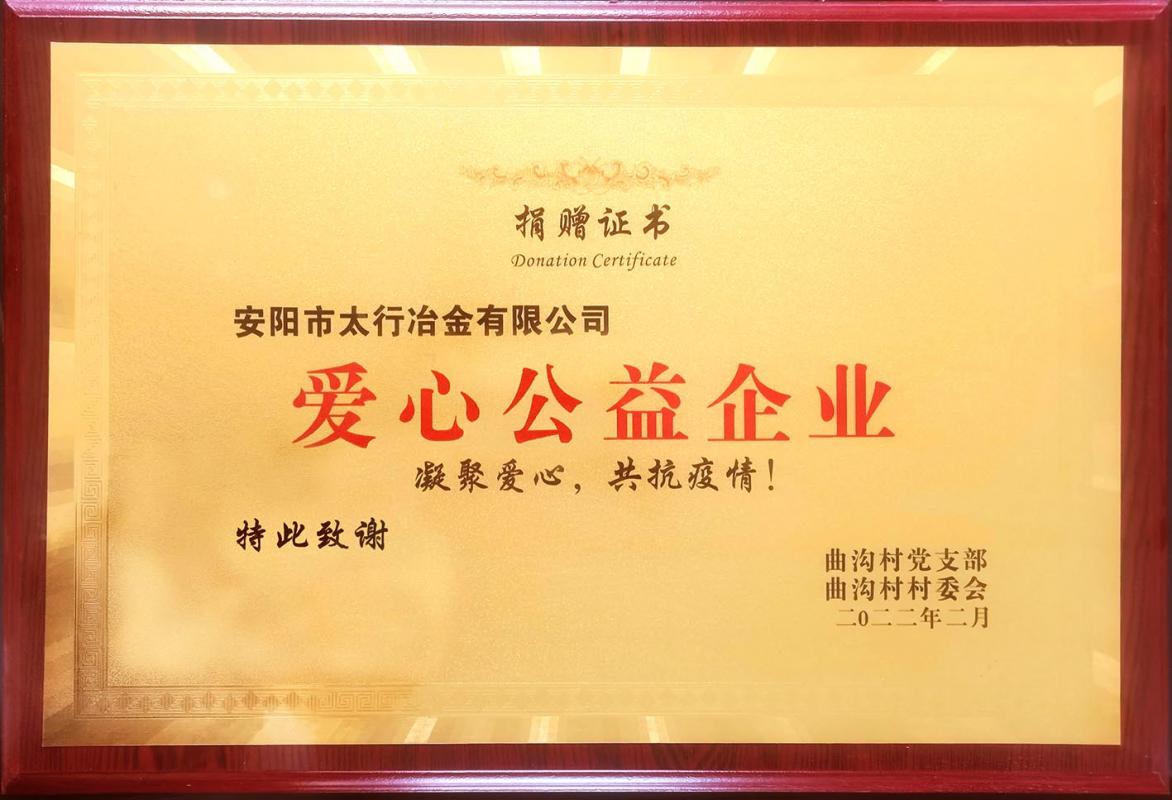 捐赠证书
Donation Certificate
安阳市太行冶金有限公司
爱心公益企业
凝聚爱心，共抗疫情！
特此致谢
曲沟村党支部
曲沟村村委会
二0二二年二月